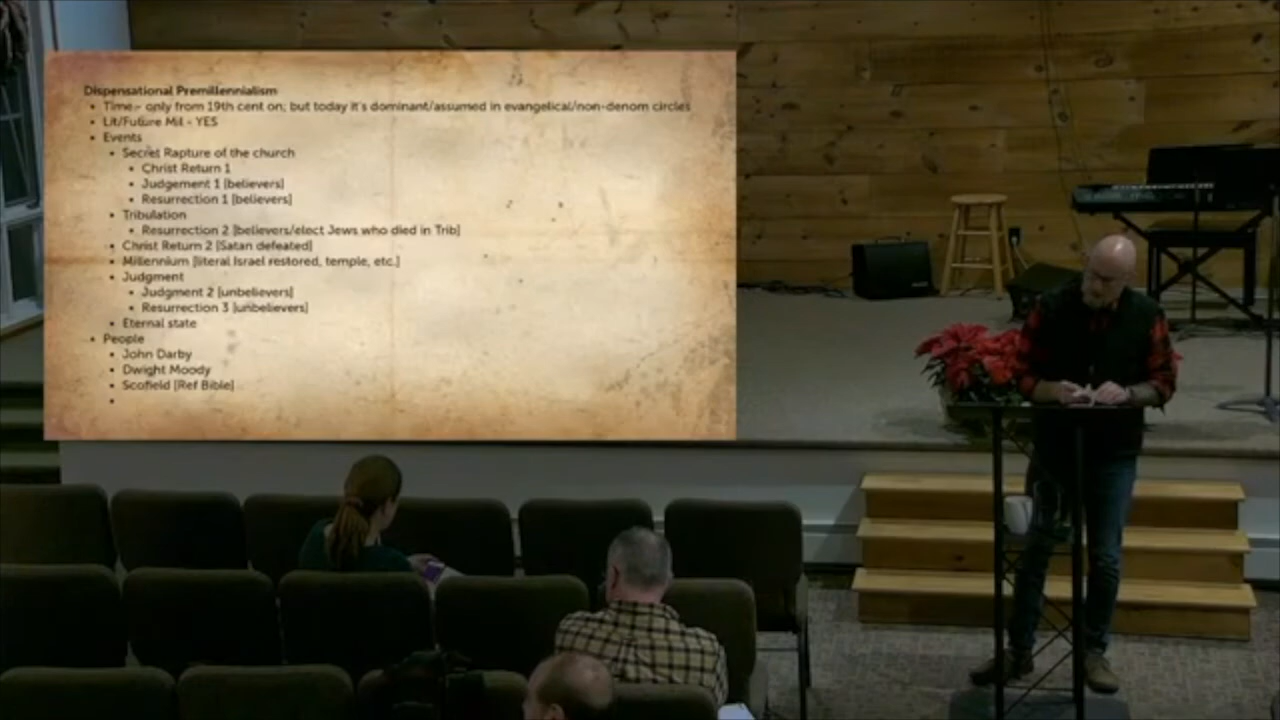 Dispensational Premillennialism
• Time - only from 19th cent on; but today it's dominant/assumed in evangelical/non-denom circles
• Lit/Future Mil - YES
• Events
• Secret Rapture of the church
• Christ Return 1
• Judgement 1 [believers]
• Resurrection 1 [believers]
• Tribulation
• Resurrection 2 [believers/elect Jews who died in Trib]
• Christ Return 2 [Satan defeated]
• Millennium [literal Israel restored, temple, etc.]
• Judgment
• Judgment 2 [unbelievers]
• Resurrection 3 [unbelievers]
• Eternal state
• People
• John Darby
• Dwight Moody
• Scofield [Ref Bible]
•